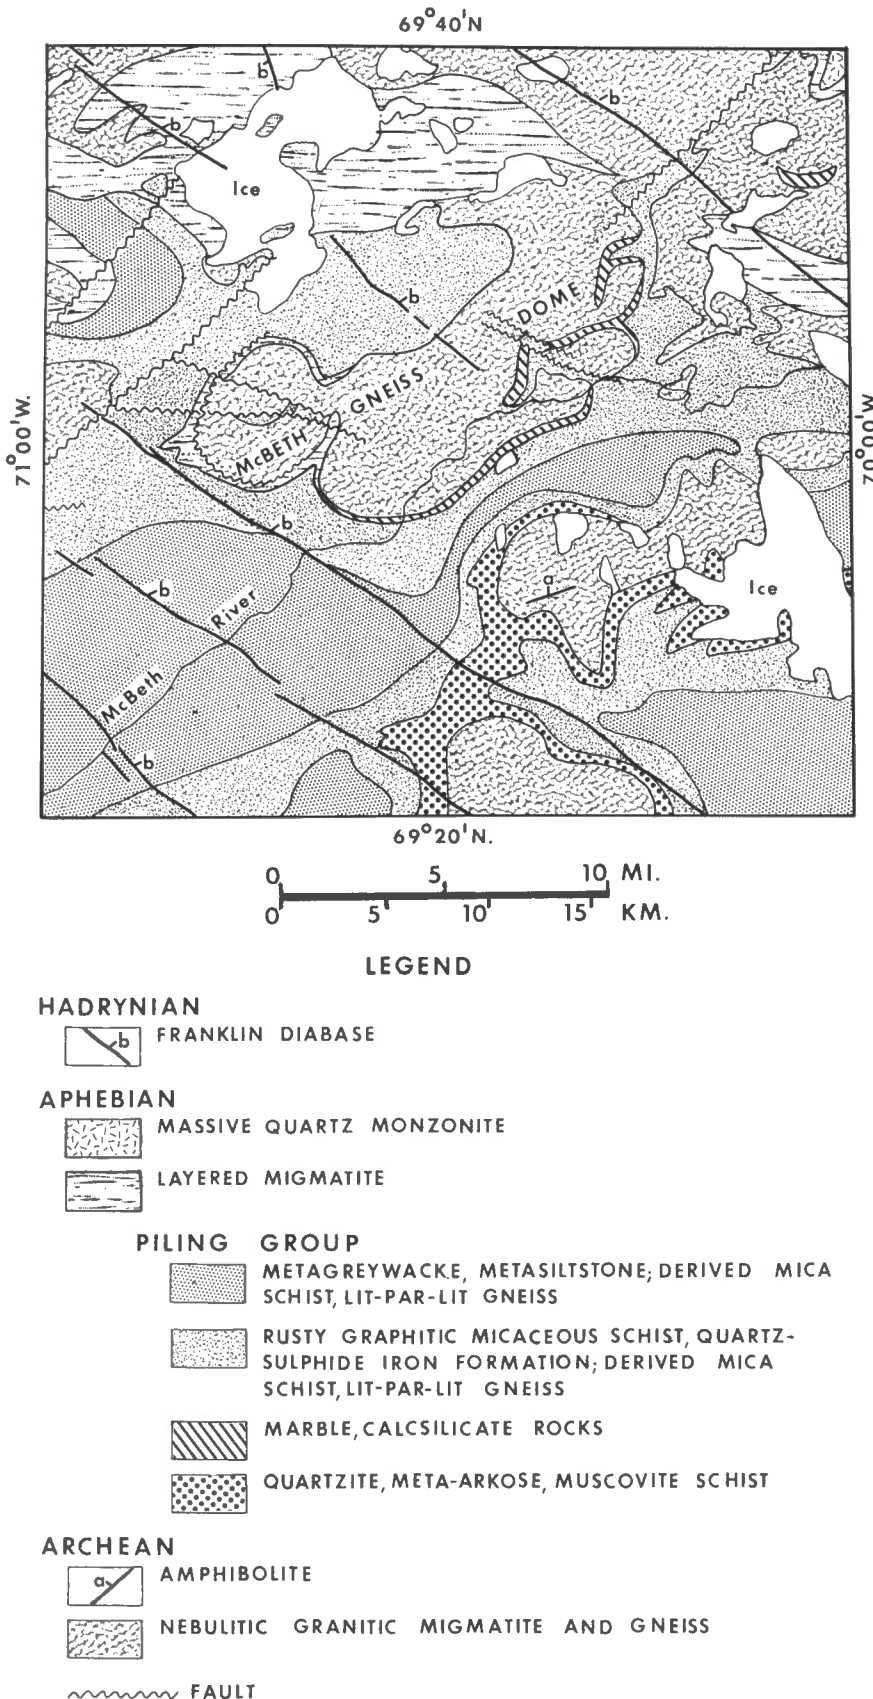 69°40'N
b
b
b
Ice
b
DOME
GNEISS
McBETH
71°00'W.
70°00'W.
b
a
Ice
b
River
McBeth
b
69°20'N.
0 5 10 MI.
0 5 10 15 KM.
LEGEND
HADRYNIAN
b FRANKLIN DIABASE
APHEBIAN
MASSIVE QUARTZ MONZONITE
LAYERED MIGMATITE
PILING GROUP
METAGREYWACKE, METASILTSTONE; DERIVED MICA
SCHIST, LIT-PAR-LIT GNEISS
RUSTY GRAPHITIC MICACEOUS SCHIST, QUARTZ-
SULPHIDE IRON FORMATION; DERIVED MICA
SCHIST, LIT-PAR-LIT GNEISS
MARBLE, CALCSILICATE ROCKS
QUARTZITE, META-ARKOSE, MUSCOVITE SCHIST
ARCHEAN
a AMPHIBOLITE
NEBULITIC GRANITIC MIGMATITE AND GNEISS
FAULT